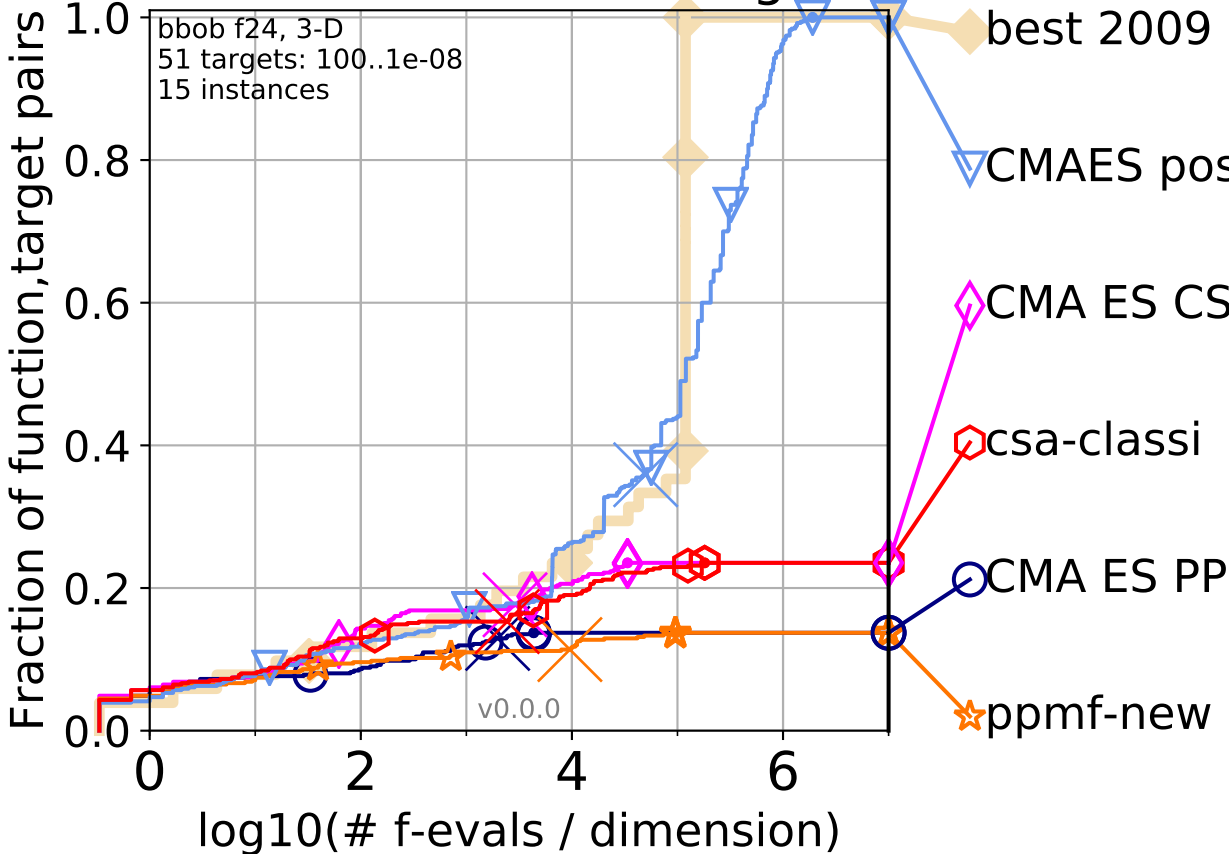 bbob f24, 3-D
51 targets: 100..1e-08
15 instances
Fraction of function,target pairs
1.0
0.8
0.6
0.4
0.2
0.0
0
2
4
6
log10(# f-evals / dimension)
v0.0.0
best 2009
CMAES pos
CMA ES CS
csa-classi
CMA ES PP
ppmf-new